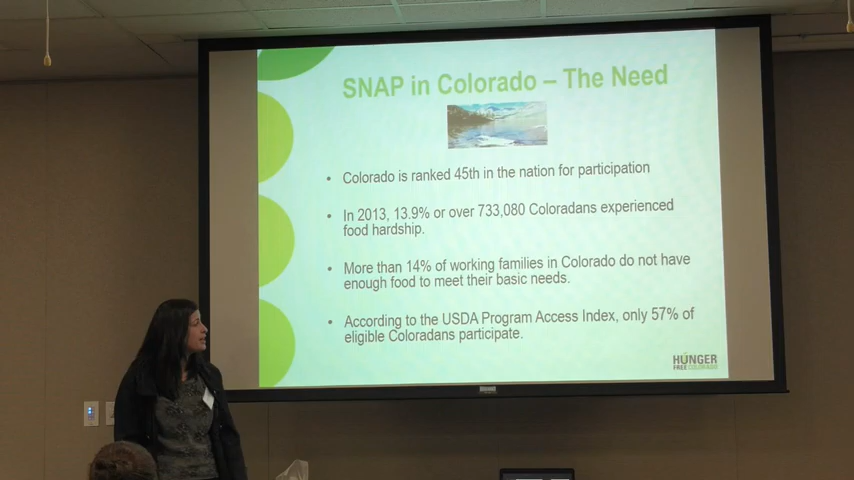 SNAP in Colorado – The Need
• Colorado is ranked 45th in the nation for participation
• In 2013, 13.9% or over 733,080 Coloradans experienced
food hardship.
• More than 14% of working families in Colorado do not have
enough food to meet their basic needs.
• According to the USDA Program Access Index, only 57% of
eligible Coloradans participate.
HUNGER
FREE COLORADO